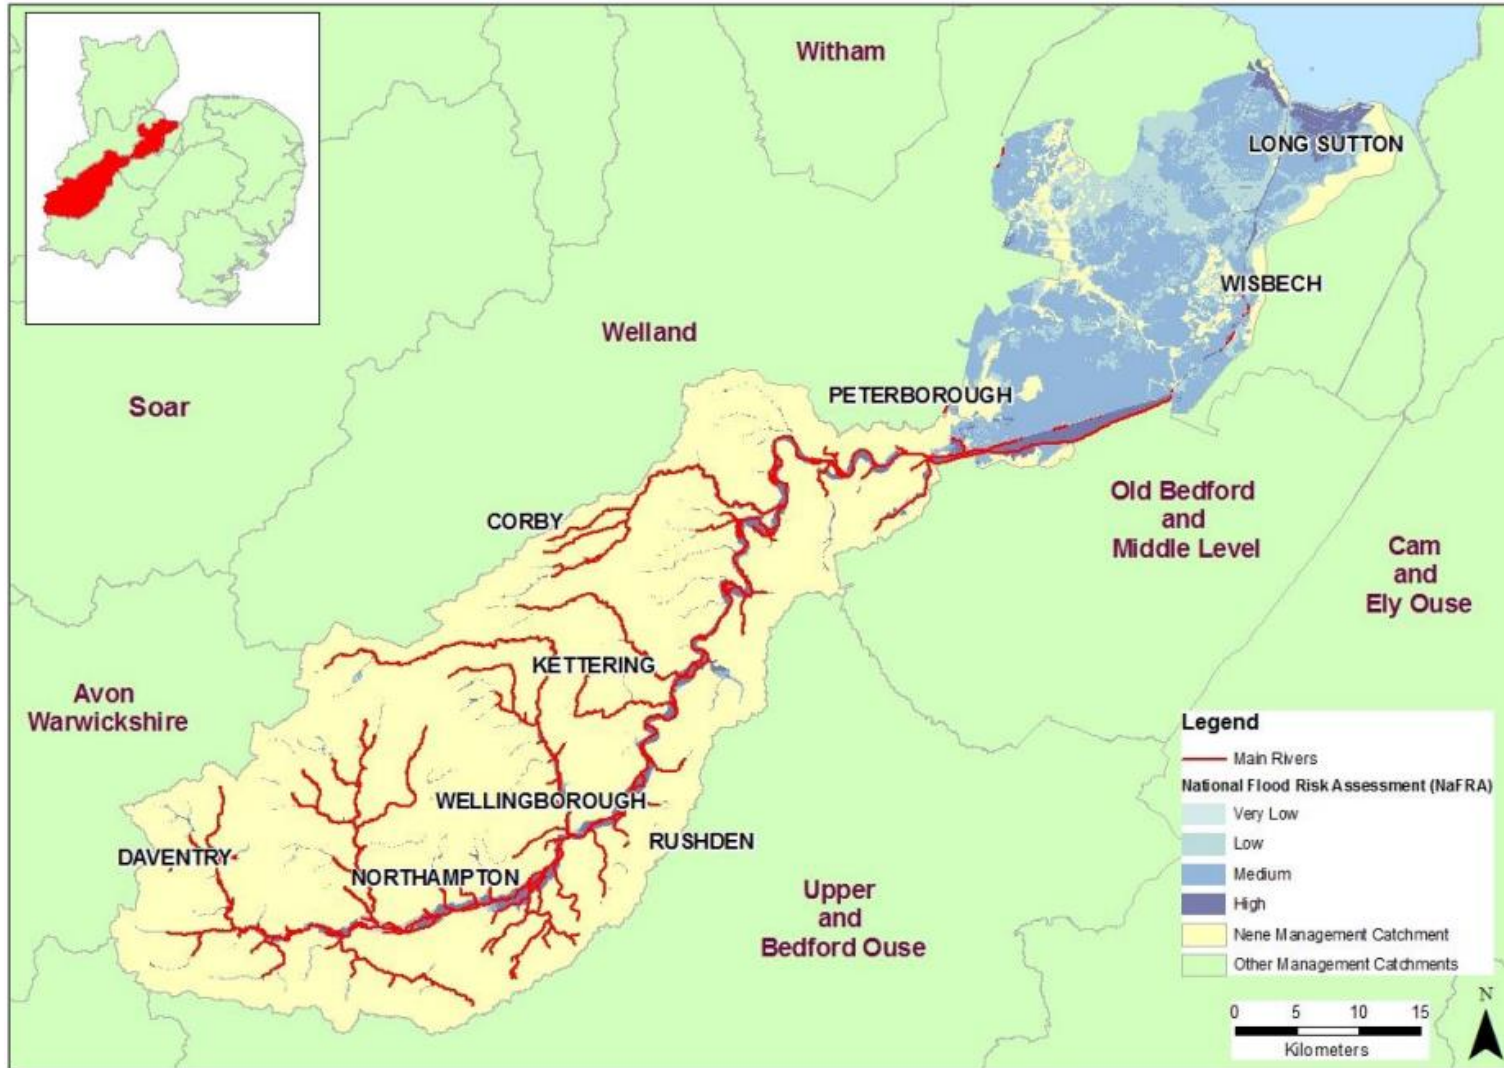 Witham
LONG SUTTON
WISBECH
Welland
PETERBOROUGH
Soar
Old Bedford
and
Middle Level
CORBY
Cam
and
Ely Ouse
KETTERING
Avon
Warwickshire
WELLINGBOROUGH
RUSHDEN
DAVENTRY
NORTHAMPTON
Upper
and
Bedford Ouse
Legend
Main Rivers
National Flood Risk Assessment (NaFRA)
Very Low
Low
Medium
High
Nene Management Catchment
Other Management Catchments
0 5 10 15
Kilometers
N